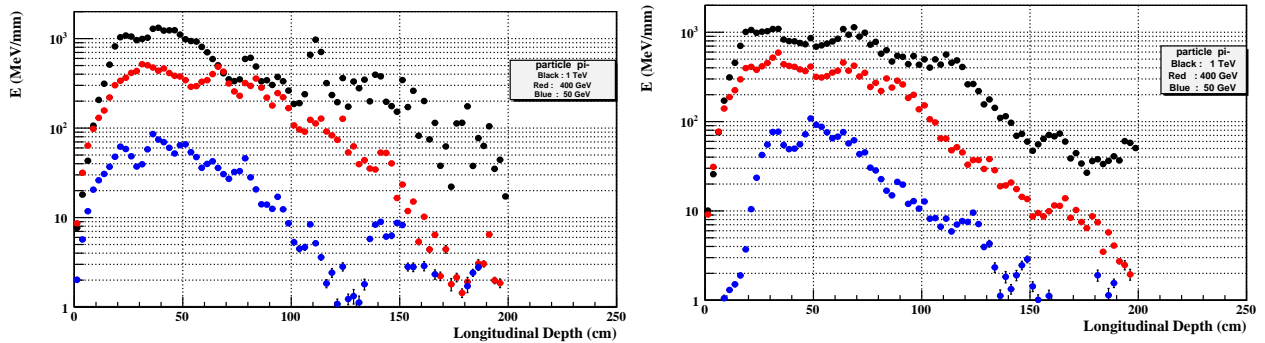 E (MeV/mm)
10³
10²
10
1
0 50 100 150 200 250
Longitudinal Depth (cm)
particle pi-
Black : 1 TeV
Red : 400 GeV
Blue : 50 GeV
E (MeV/mm)
10³
10²
10
1
0 50 100 150 200 250
Longitudinal Depth (cm)
particle pi-
Black : 1 TeV
Red : 400 GeV
Blue : 50 GeV